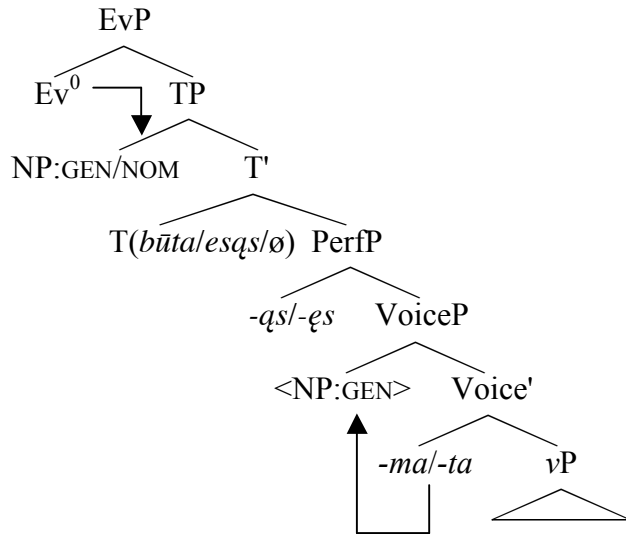 EvP
Ev⁰ TP
NP:GEN/NOM T'
T(būta/esąs/ø) PerfP
-ąs/-ęs VoiceP
<NP:GEN> Voice'
-ma/-ta vP